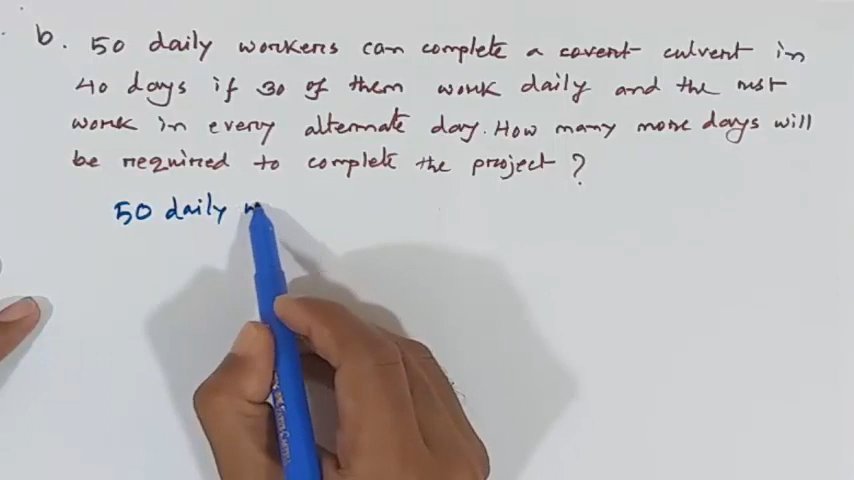 b. 50 daily workers can complete a covert culvert in
40 days if 30 of them work daily and the rest
work in every alternate day. How many more days will
be required to complete the project ?
50 daily